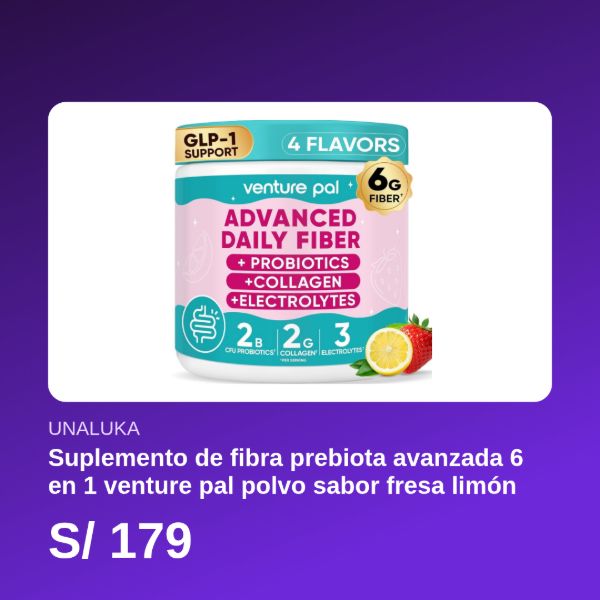 GLP-1
SUPPORT
4 FLAVORS
venture pal
6G
FIBER*
ADVANCED
DAILY FIBER
+ PROBIOTICS
+COLLAGEN
+ELECTROLYTES
2B
CFU PROBIOTICS*
2G
COLLAGEN*
*PER SERVING
3
ELECTROLYTES*
UNALUKA
Suplemento de fibra prebiota avanzada 6
en 1 venture pal polvo sabor fresa limón
S/ 179